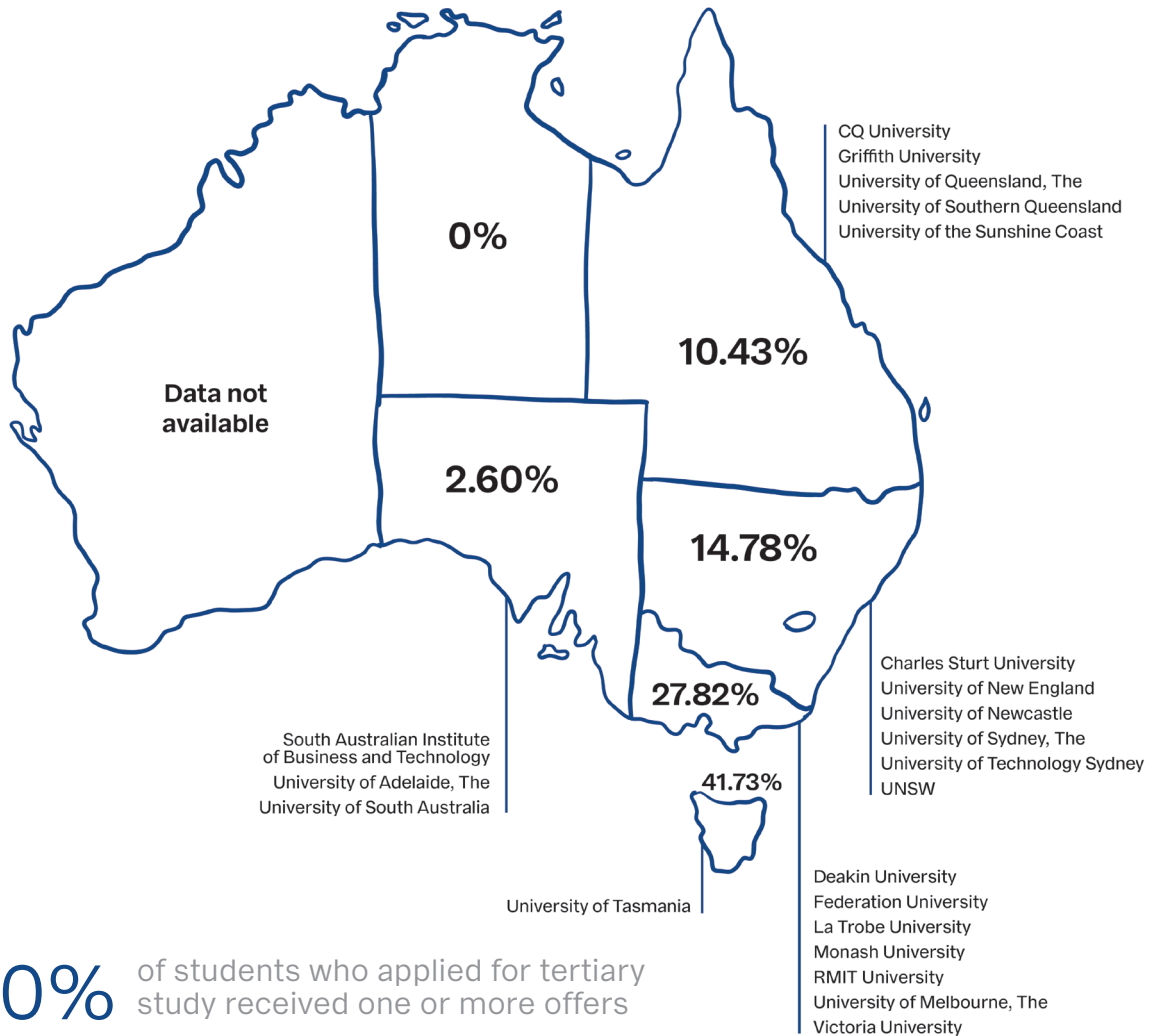 CQ University
Griffith University
University of Queensland, The
University of Southern Queensland
University of the Sunshine Coast
0%
10.43%
Data not
available
2.60%
14.78%
27.82%
Charles Sturt University
University of New England
University of Newcastle
University of Sydney, The
University of Technology Sydney
UNSW
South Australian Institute
of Business and Technology
University of Adelaide, The
University of South Australia
41.73%
University of Tasmania
Deakin University
Federation University
La Trobe University
Monash University
RMIT University
University of Melbourne, The
Victoria University
0%
of students who applied for tertiary
study received one or more offers